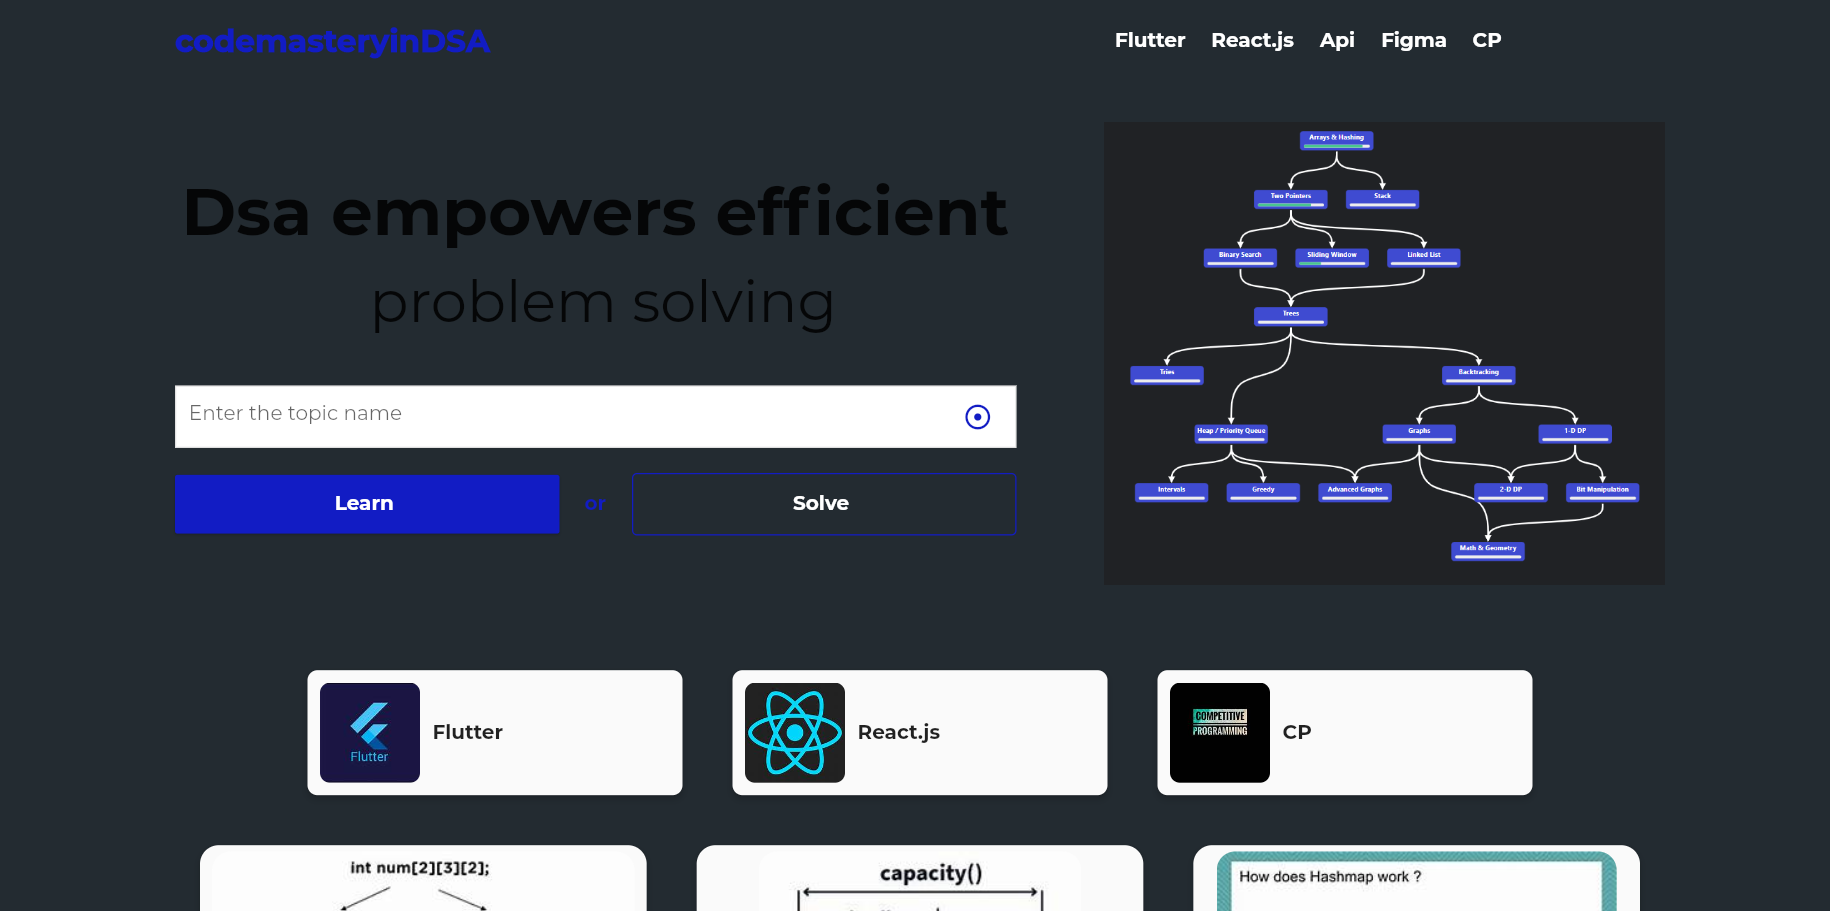 codemasteryinDSA
Flutter React.js Api Figma CP
Dsa empowers efficient
problem solving
Enter the topic name
Learn or Solve
Arrays & Hashing
Two Pointers Stack
Binary Search Sliding Window Linked List
Trees
Tries Backtracking
Heap / Priority Queue Graphs 1-D DP
Intervals Greedy Advanced Graphs 2-D DP Bit Manipulation
Math & Geometry
Flutter
Flutter
React.js
COMPETITIVE
PROGRAMMING
CP
int num[2][3][2];
capacity()
How does Hashmap work ?